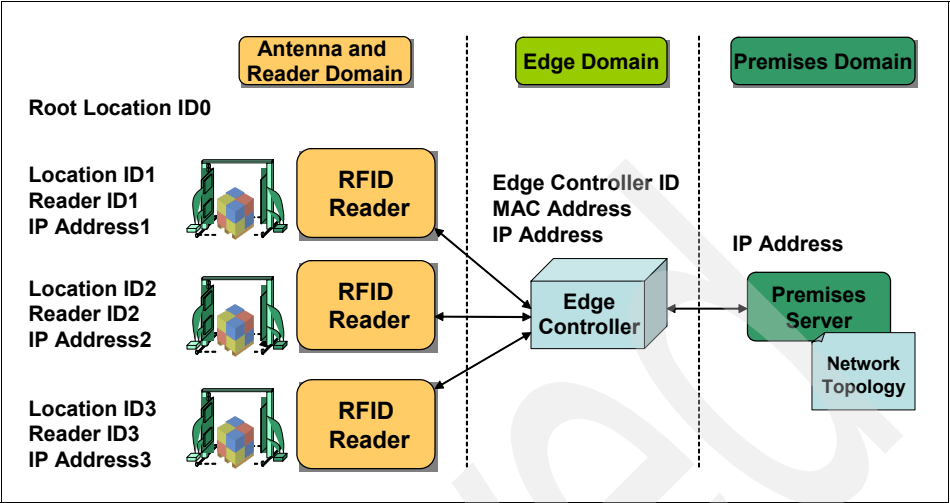 Antenna and
Reader Domain
Edge Domain
Premises Domain
Root Location ID0
Location ID1
Reader ID1
IP Address1
RFID
Reader
Edge Controller ID
MAC Address
IP Address
IP Address
Location ID2
Reader ID2
IP Address2
RFID
Reader
Edge
Controller
Premises
Server
Network
Topology
Location ID3
Reader ID3
IP Address3
RFID
Reader